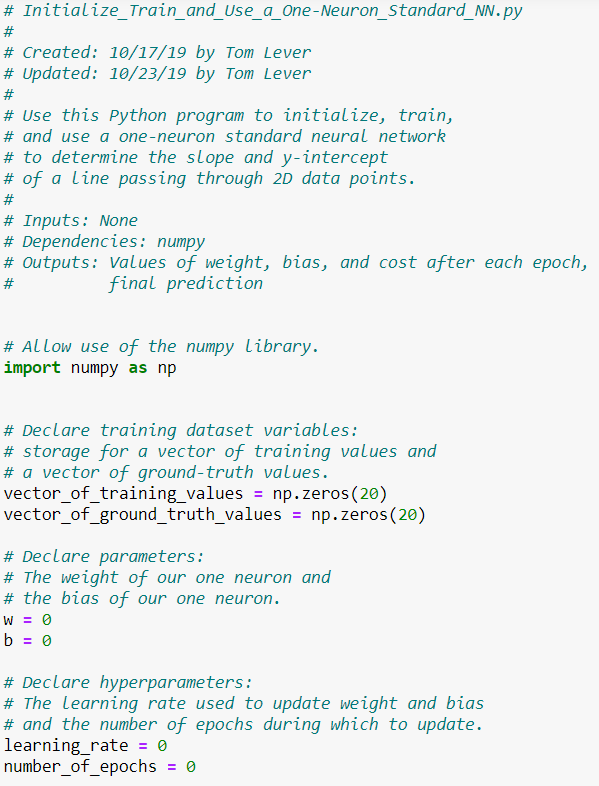 # Initialize_Train_and_Use_a_One-Neuron_Standard_NN.py
#
# Created: 10/17/19 by Tom Lever
# Updated: 10/23/19 by Tom Lever
#
# Use this Python program to initialize, train,
# and use a one-neuron standard neural network
# to determine the slope and y-intercept
# of a line passing through 2D data points.
#
# Inputs: None
# Dependencies: numpy
# Outputs: Values of weight, bias, and cost after each epoch,
#          final prediction
# Allow use of the numpy library.
import numpy as np
# Declare training dataset variables:
# storage for a vector of training values and
# a vector of ground-truth values.
vector_of_training_values = np.zeros(20)
vector_of_ground_truth_values = np.zeros(20)
# Declare parameters:
# The weight of our one neuron and
# the bias of our one neuron.
w = 0
b = 0
# Declare hyperparameters:
# The learning rate used to update weight and bias
# and the number of epochs during which to update.
learning_rate = 0
number_of_epochs = 0